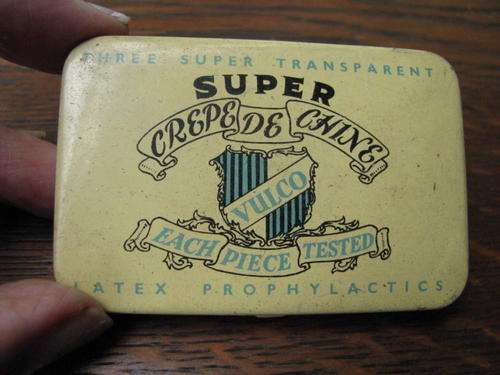 THREE SUPER TRANSPARENT
SUPER
CREPE DE CHINE
VULCO
EACH PIECE TESTED
LATEX PROPHYLACTICS